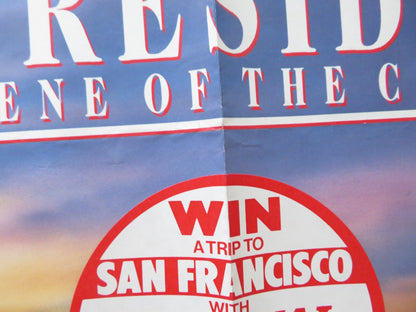 RESID
ENE OF THE C
WIN
A TRIP TO
SAN FRANCISCO
WITH